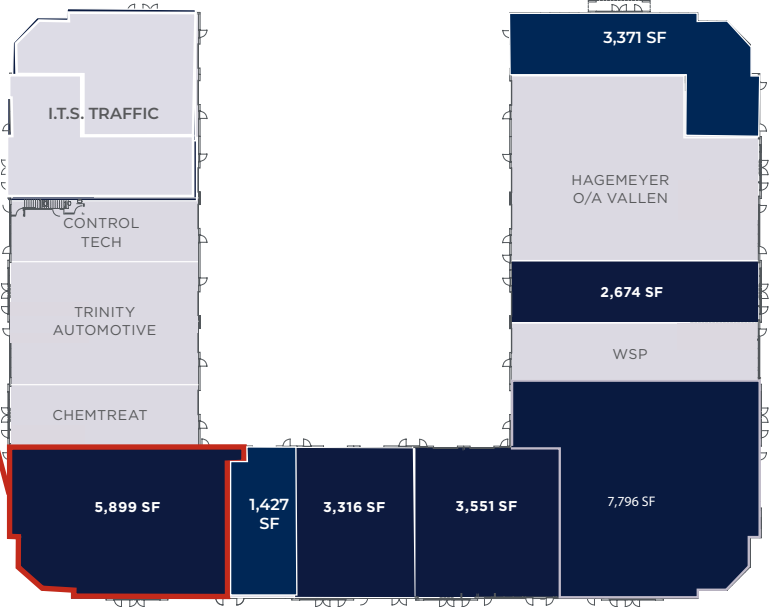 3,371 SF
I.T.S. TRAFFIC
HAGEMEYER
O/A VALLEN
CONTROL
TECH
2,674 SF
TRINITY
AUTOMOTIVE
WSP
CHEMTREAT
5,899 SF
1,427
SF
3,316 SF
3,551 SF
7,796 SF